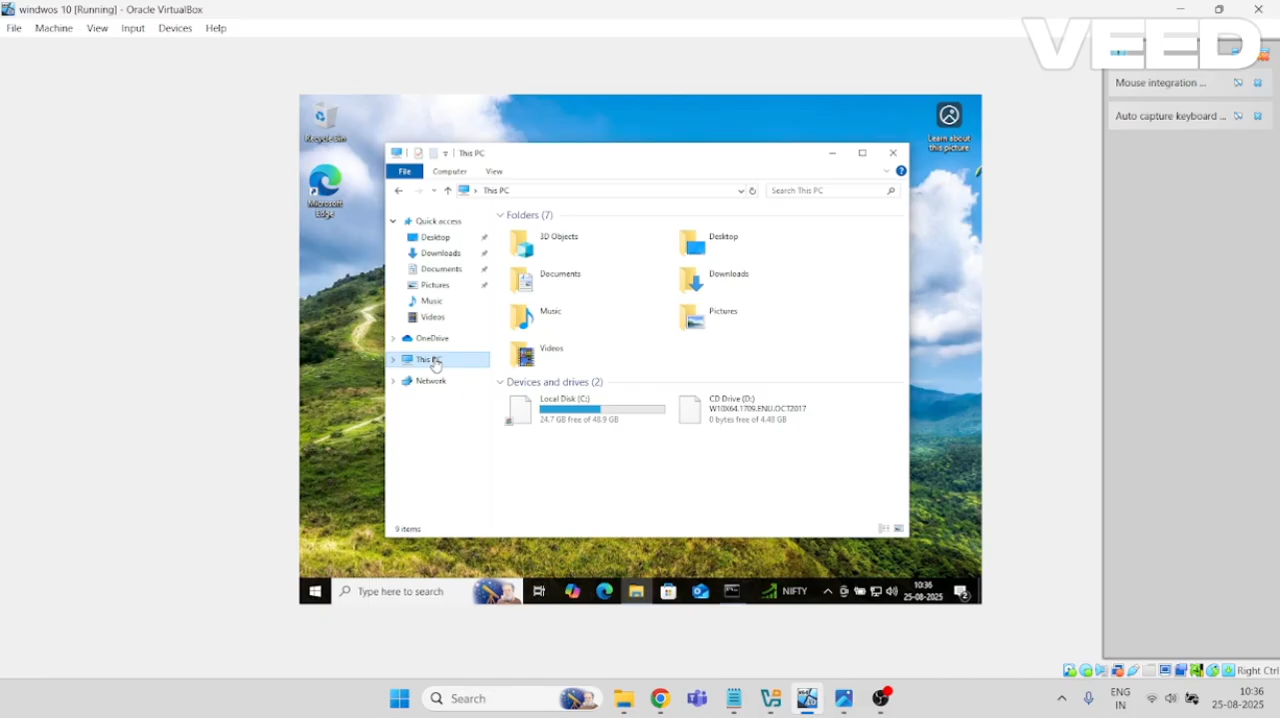 windwos 10 [Running] - Oracle VirtualBox
File Machine View Input Devices Help
VEED
Mouse integration ...
Auto capture keyboard ...
Recycle Bin
Microsoft
Edge
Learn about
this picture
This PC
File Computer View
This PC
Search This PC
Quick access
Desktop
Downloads
Documents
Pictures
Music
Videos
OneDrive
This PC
Network
Folders (7)
3D Objects
Desktop
Documents
Downloads
Music
Pictures
Videos
Devices and drives (2)
Local Disk (C:)
24.7 GB free of 48.9 GB
CD Drive (D:)
W10X64.1709.ENU.OCT2017
0 bytes free of 4.48 GB
9 items
Type here to search
NIFTY
10:36
25-08-2025
2
Right Ctrl
Search
ENG
IN
10:36
25-08-2025